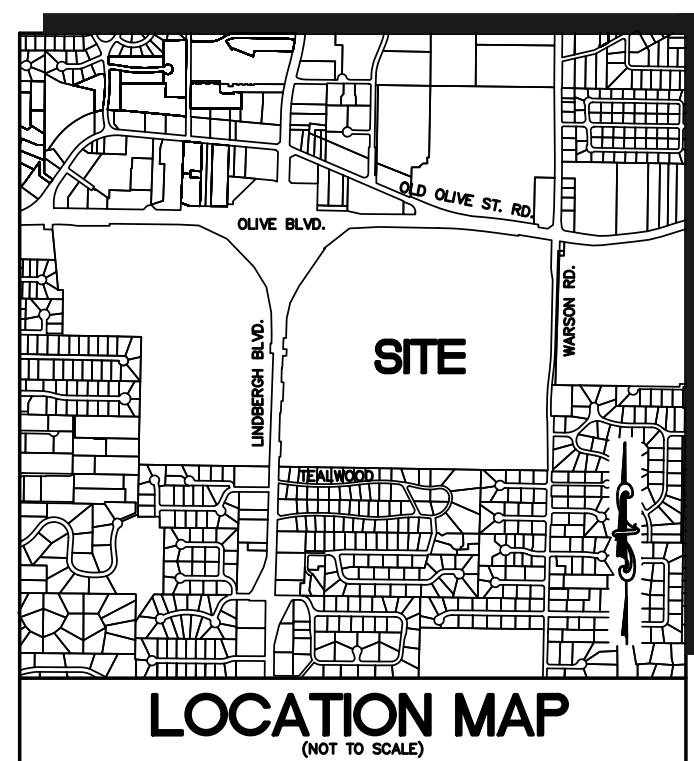 OLD OLIVE ST. RD.
OLIVE BLVD.
WARSON RD.
LINDBERGH BLVD.
SITE
TEALWOOD
LOCATION MAP
(NOT TO SCALE)